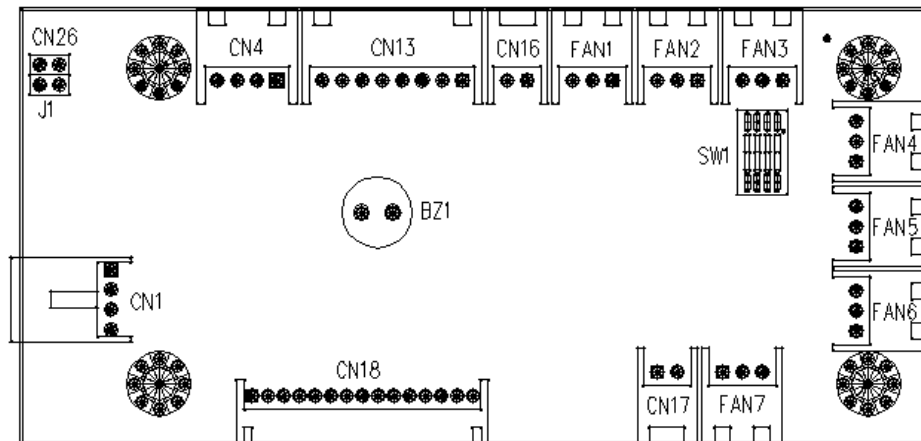 CN26
CN4
CN13
CN16
FAN1
FAN2
FAN3
J1
FAN4
SW1
BZ1
FAN5
CN1
FAN6
CN18
CN17
FAN7